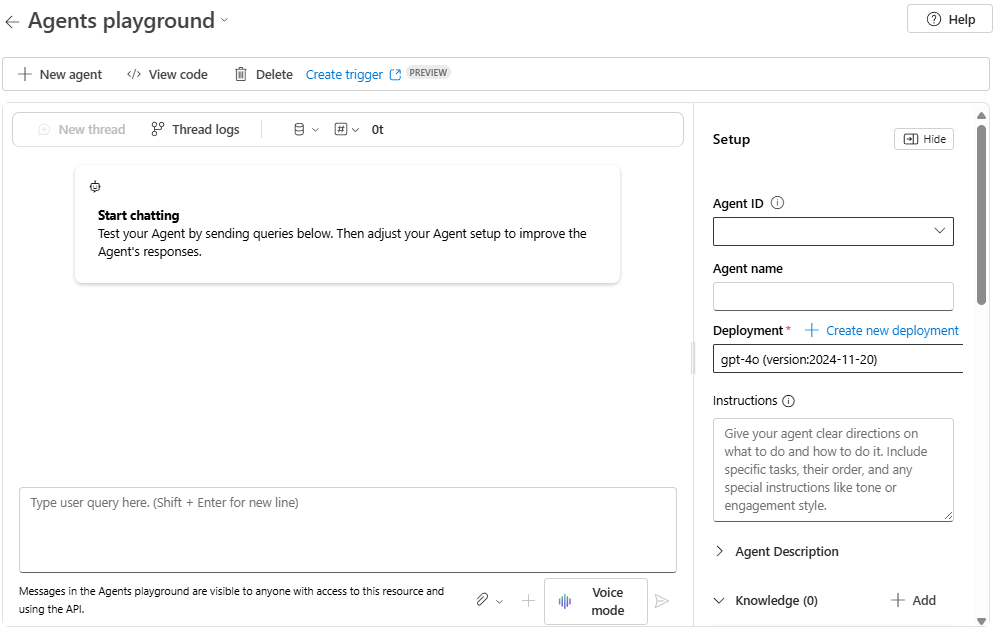 Agents playground
Help
New agent
View code
Delete
Create trigger
PREVIEW
New thread
Thread logs
0t
Start chatting
Test your Agent by sending queries below. Then adjust your Agent setup to improve the
Agent's responses.
Type user query here. (Shift + Enter for new line)
Messages in the Agents playground are visible to anyone with access to this resource and
using the API.
Voice
mode
Setup
Hide
Agent ID
Agent name
Deployment*
Create new deployment
gpt-4o (version:2024-11-20)
Instructions
Give your agent clear directions on
what to do and how to do it. Include
specific tasks, their order, and any
special instructions like tone or
engagement style.
Agent Description
Knowledge (0)
Add